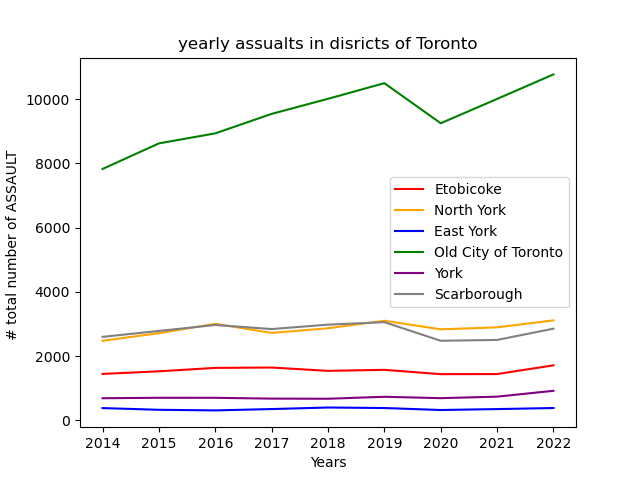 yearly assualts in disricts of Toronto
# total number of ASSAULT
10000
8000
6000
4000
2000
0
Etobicoke
North York
East York
Old City of Toronto
York
Scarborough
2014 2015 2016 2017 2018 2019 2020 2021 2022
Years